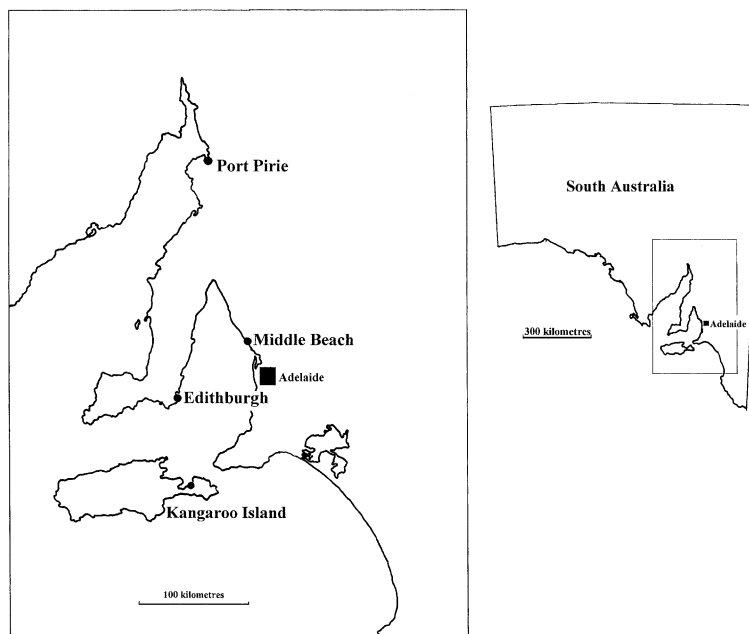 Port Pirie
Middle Beach
Adelaide
Edithburgh
Kangaroo Island
100 kilometres
South Australia
Adelaide
300 kilometres